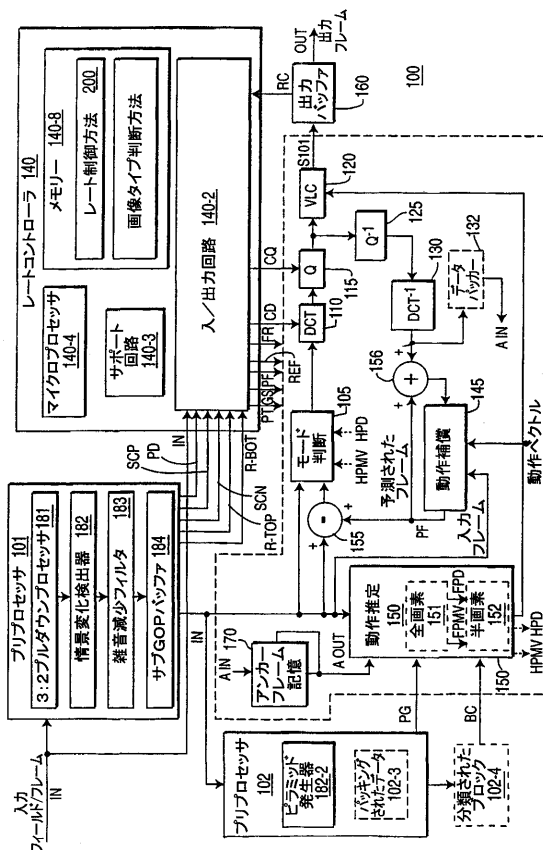 入力
フィールド/フレーム
IN
プリプロセッサ 101
3:2プルダウンプロセッサ 181
情景変化検出器 182
雑音減少フィルタ 183
サブGOPバッファ 184
SCP
PD
IN
SCN
R-TOP
R-BOT
レートコントローラ 140
マイクロプロセッサ
140-4
サポート
回路
140-3
メモリー 140-8
レート制御方法
200
画像タイプ判断方法
入/出力回路
140-2
PT
GS
PF
REF
FR
CD
CQ
RC
OUT
出力
フレーム
出力
バッファ
160
100
S101
VLC
120
Q
115
DCT
110
Q-1
125
DCT-1
130
データ
パッカー
132
A IN
モード
判断
105
HPMV
HPD
156
+
+
+
予測された
フレーム
動作補償
145
155
-
+
+
PF
入力
フレーム
動作ベクトル
IN
170
A IN
アンカー
フレーム
記憶
A OUT
動作推定
150
全画素
151
FPMV
FPD
半画素
152
150
HPMV
HPD
プリプロセッサ
102
ピラミッド
発生器
182-2
パッキング
されたデータ
102-3
PG
分類された
ブロック
102-4
BC